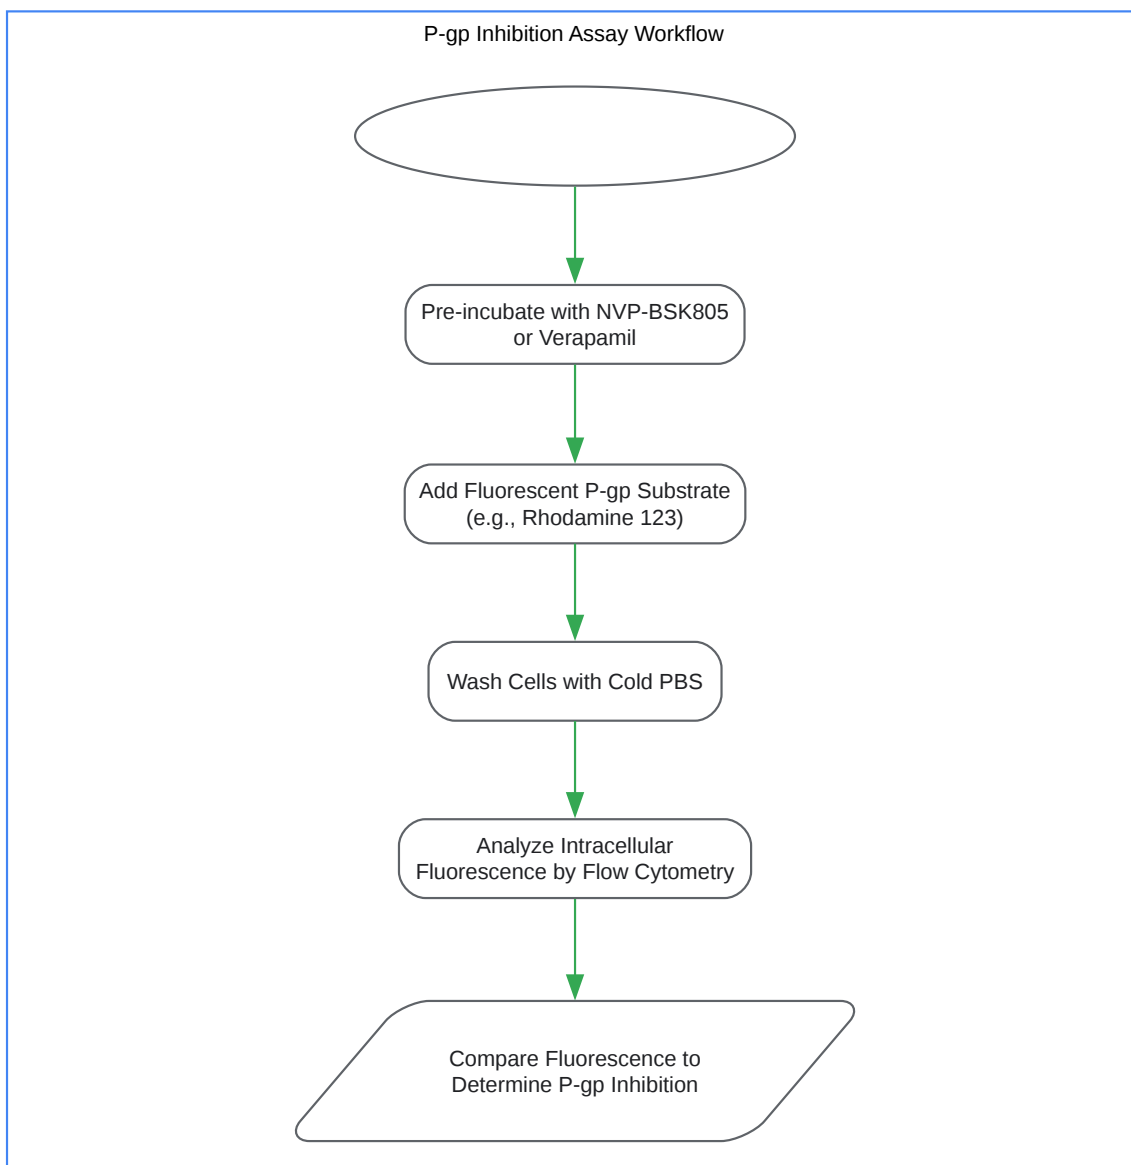 P-gp Inhibition Assay Workflow
Pre-incubate with NVP-BSK805
or Verapamil
Add Fluorescent P-gp Substrate
(e.g., Rhodamine 123)
Wash Cells with Cold PBS
Analyze Intracellular
Fluorescence by Flow Cytometry
Compare Fluorescence to
Determine P-gp Inhibition